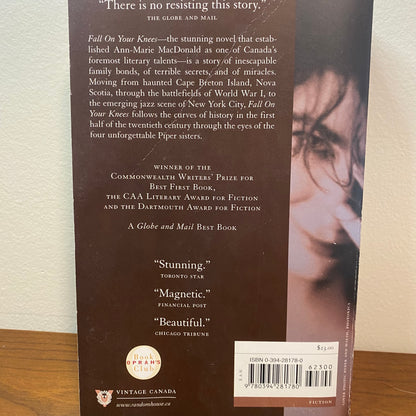 "There is no resisting this story."
THE GLOBE AND MAIL
Fall On Your Knees—the stunning novel that established
Ann-Marie MacDonald as one of Canada's
foremost literary talents—is a story of inescapable
family bonds, of terrible secrets, and of miracles.
Moving from haunted Cape Breton Island, Nova
Scotia, through the battlefields of World War I, to
the emerging jazz scene of New York City, Fall On
Your Knees follows the curves of history in the first
half of the twentieth century through the eyes of the
four unforgettable Piper sisters.
WINNER OF THE
COMMONWEALTH WRITERS' PRIZE FOR
BEST FIRST BOOK,
THE CAA LITERARY AWARD FOR FICTION
AND THE DARTMOUTH AWARD FOR FICTION
A Globe and Mail BEST BOOK
"Stunning."
TORONTO STAR
"Magnetic."
FINANCIAL POST
"Beautiful."
CHICAGO TRIBUNE
Book
OPRAH'S
Club
VINTAGE CANADA
www.randomhouse.ca
$23.00
ISBN 0-394-28178-0
62300
9 780394 281780
FICTION